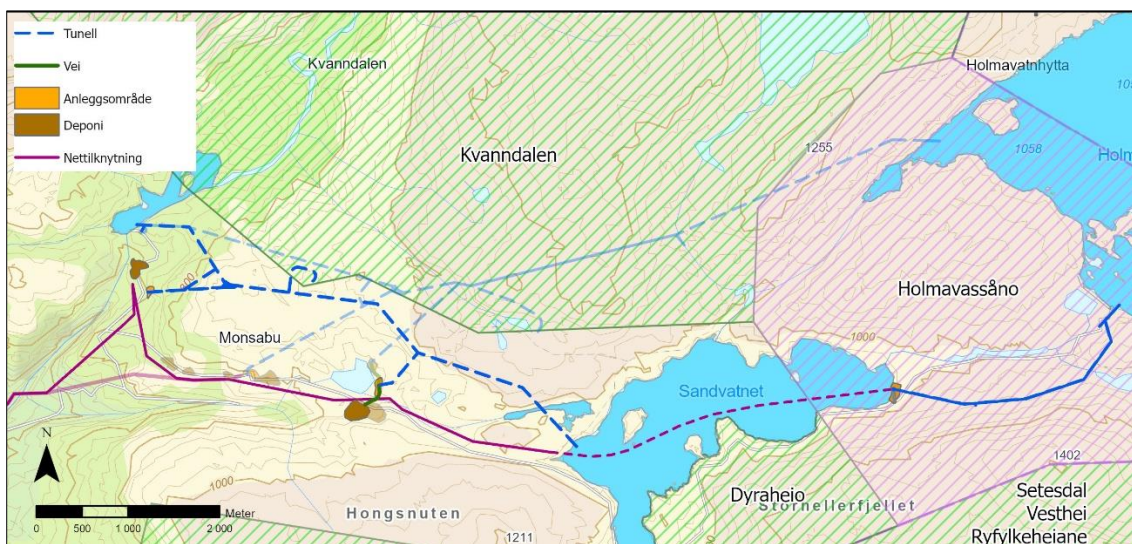 Tunell
Vei
Anleggsområde
Deponi
Nettilknytning
Kvanndalen
Holmavatnhytta
1255
Kvanndalen
1058
Holm
900
Holmavassåno
Monsabu
1000
Sandvatnet
N
1000
1402
Meter
0 500 1 000 2 000
Hongsnuten
1211
Dyraheio
Stornellerfjellet
Setesdal
Vesthei
Ryfylkeheiane